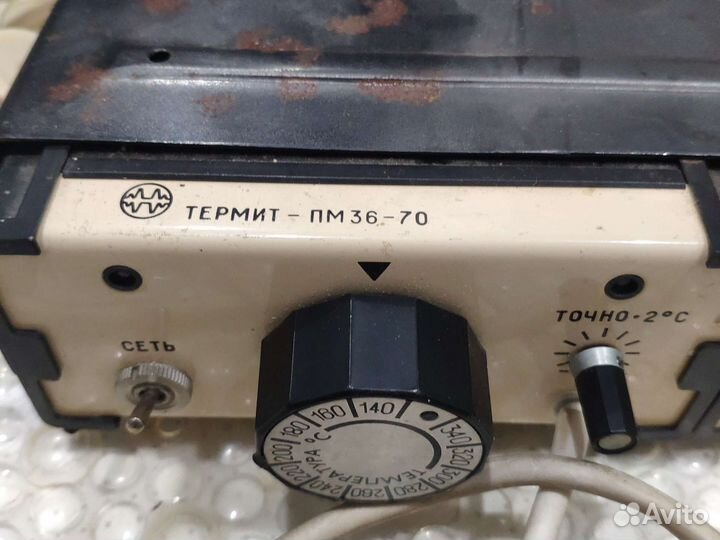 ТЕРМИТ - ПМ36-70
ТОЧНО · 2°С
СЕТЬ
140 160 180 200 220 240 260 280 300 320 340
ТЕМПЕРАТУРА °С
Avito